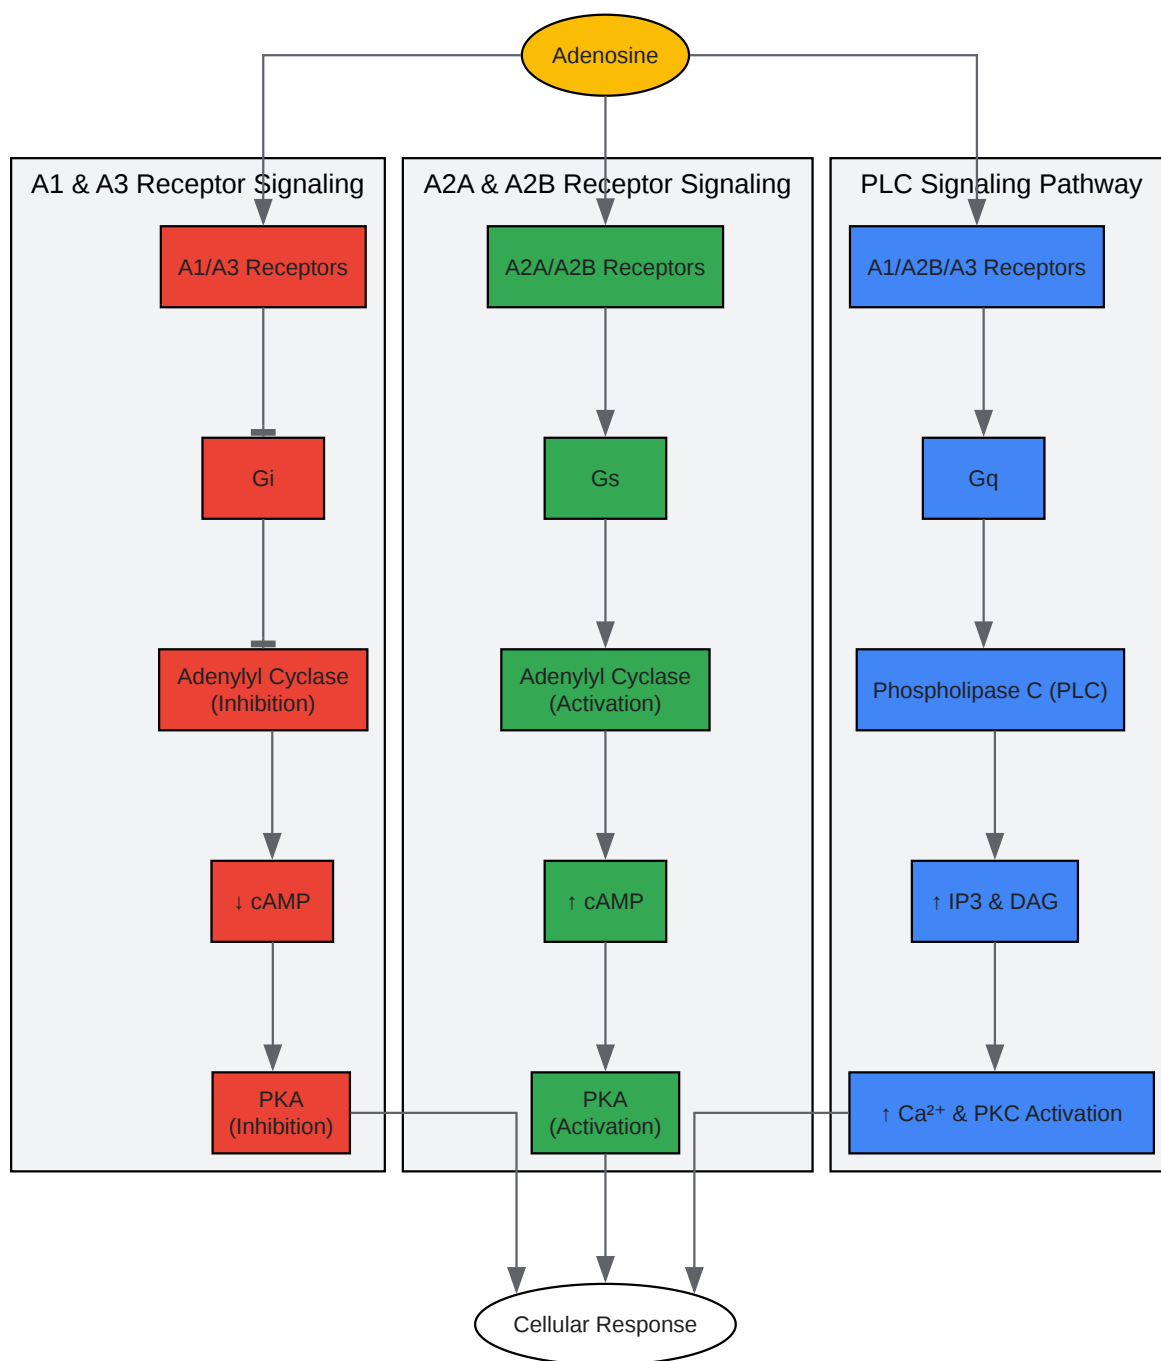 Adenosine
A1 & A3 Receptor Signaling
A1/A3 Receptors
Gi
Adenylyl Cyclase
(Inhibition)
↓ cAMP
PKA
(Inhibition)
A2A & A2B Receptor Signaling
A2A/A2B Receptors
Gs
Adenylyl Cyclase
(Activation)
↑ cAMP
PKA
(Activation)
PLC Signaling Pathway
A1/A2B/A3 Receptors
Gq
Phospholipase C (PLC)
↑ IP3 & DAG
↑ Ca²⁺ & PKC Activation
Cellular Response